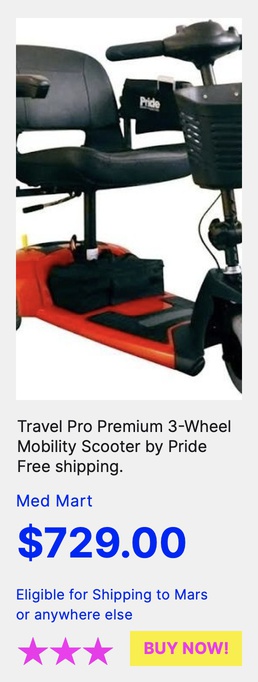 Pride
Travel Pro Premium 3-Wheel
Mobility Scooter by Pride
Free shipping.
Med Mart
$729.00
Eligible for Shipping to Mars
or anywhere else
BUY NOW!